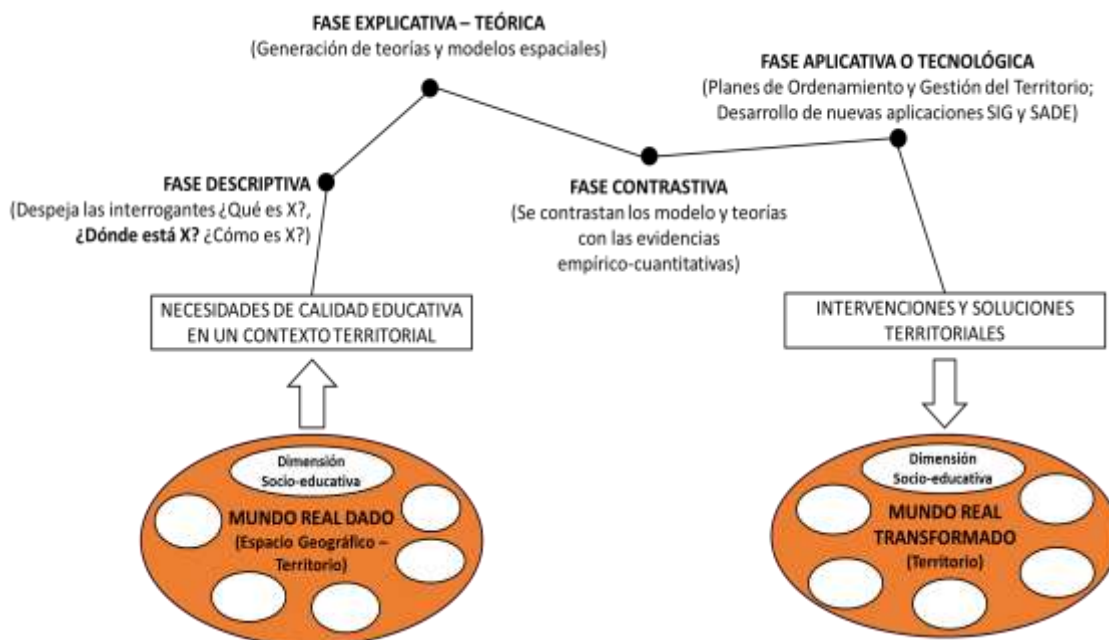 FASE EXPLICATIVA – TEÓRICA
(Generación de teorías y modelos espaciales)
FASE APLICATIVA O TECNOLÓGICA
(Planes de Ordenamiento y Gestión del Territorio;
Desarrollo de nuevas aplicaciones SIG y SADE)
FASE DESCRIPTIVA
(Despeja las interrogantes ¿Qué es X?,
¿Dónde está X? ¿Cómo es X?)
FASE CONTRASTIVA
(Se contrastan los modelo y teorías
con las evidencias
empírico-cuantitativas)
NECESIDADES DE CALIDAD EDUCATIVA
EN UN CONTEXTO TERRITORIAL
INTERVENCIONES Y SOLUCIONES
TERRITORIALES
Dimensión
Socio-educativa
MUNDO REAL DADO
(Espacio Geográfico –
Territorio)
Dimensión
Socio-educativa
MUNDO REAL
TRANSFORMADO
(Territorio)